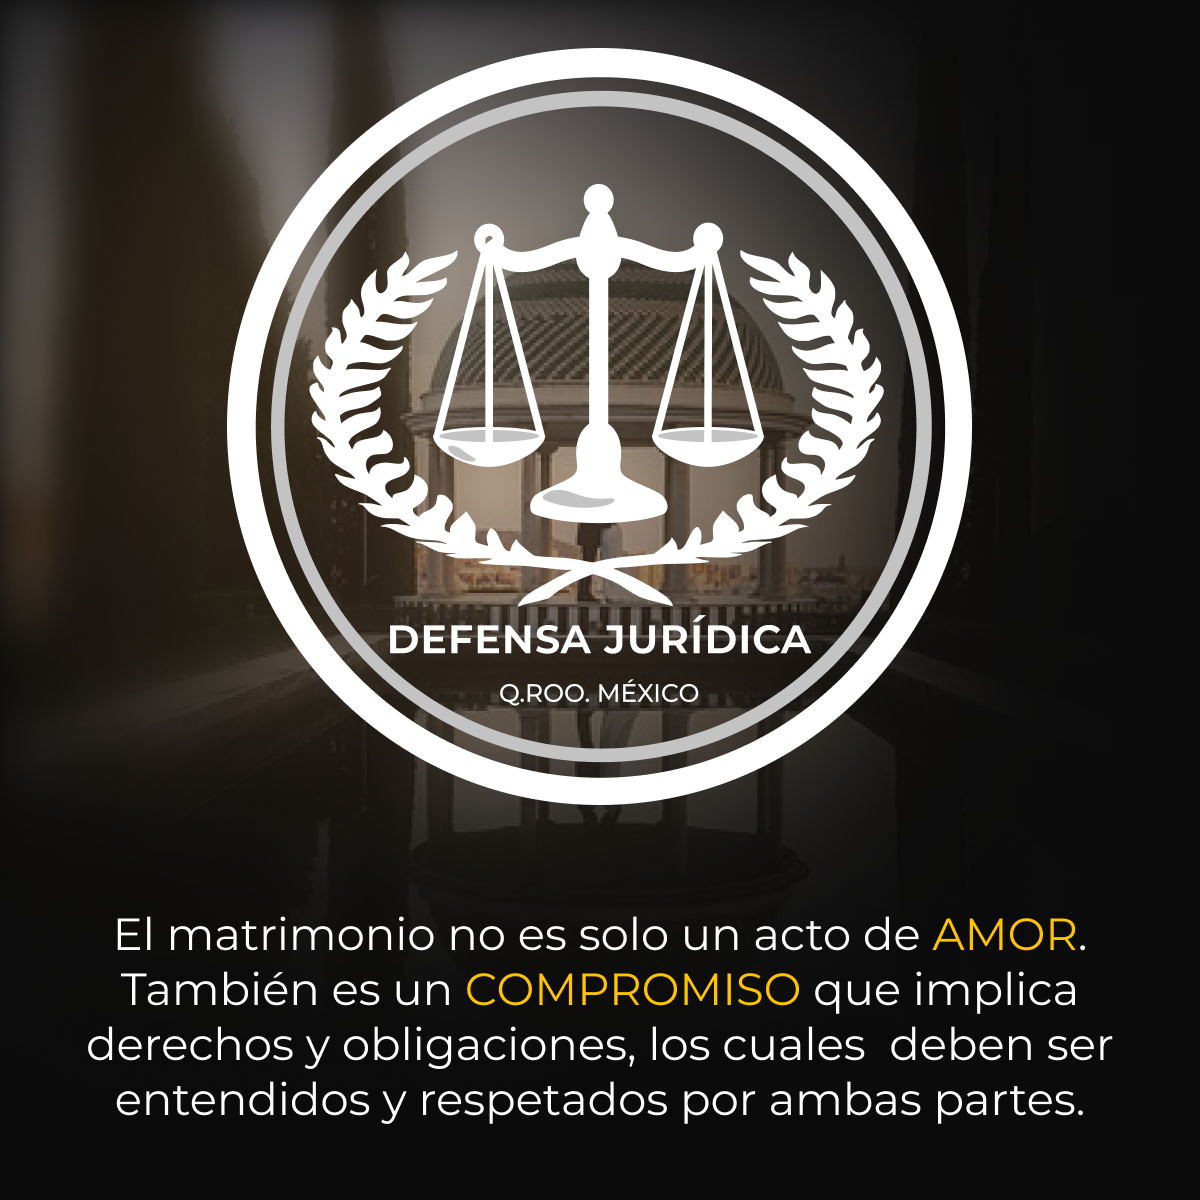 DEFENSA JURÍDICA
Q.ROO. MÉXICO
El matrimonio no es solo un acto de AMOR.
También es un COMPROMISO que implica
derechos y obligaciones, los cuales  deben ser
entendidos y respetados por ambas partes.